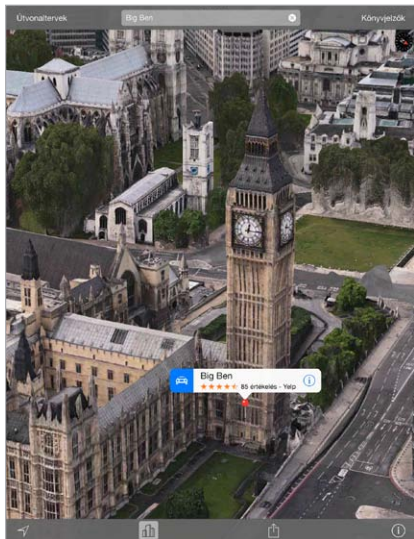 Útvonaltervek
Big Ben
Könyvjelzők
Big Ben
85 értékelés - Yelp